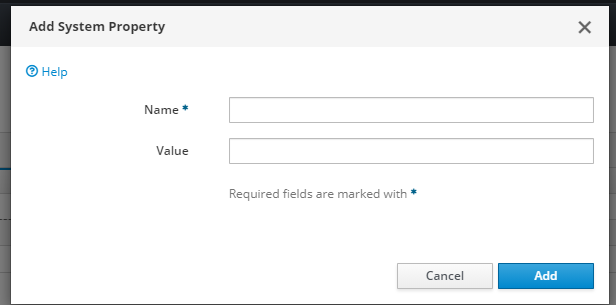 Add System Property
Help
Name *
Value
Required fields are marked with *
Cancel
Add